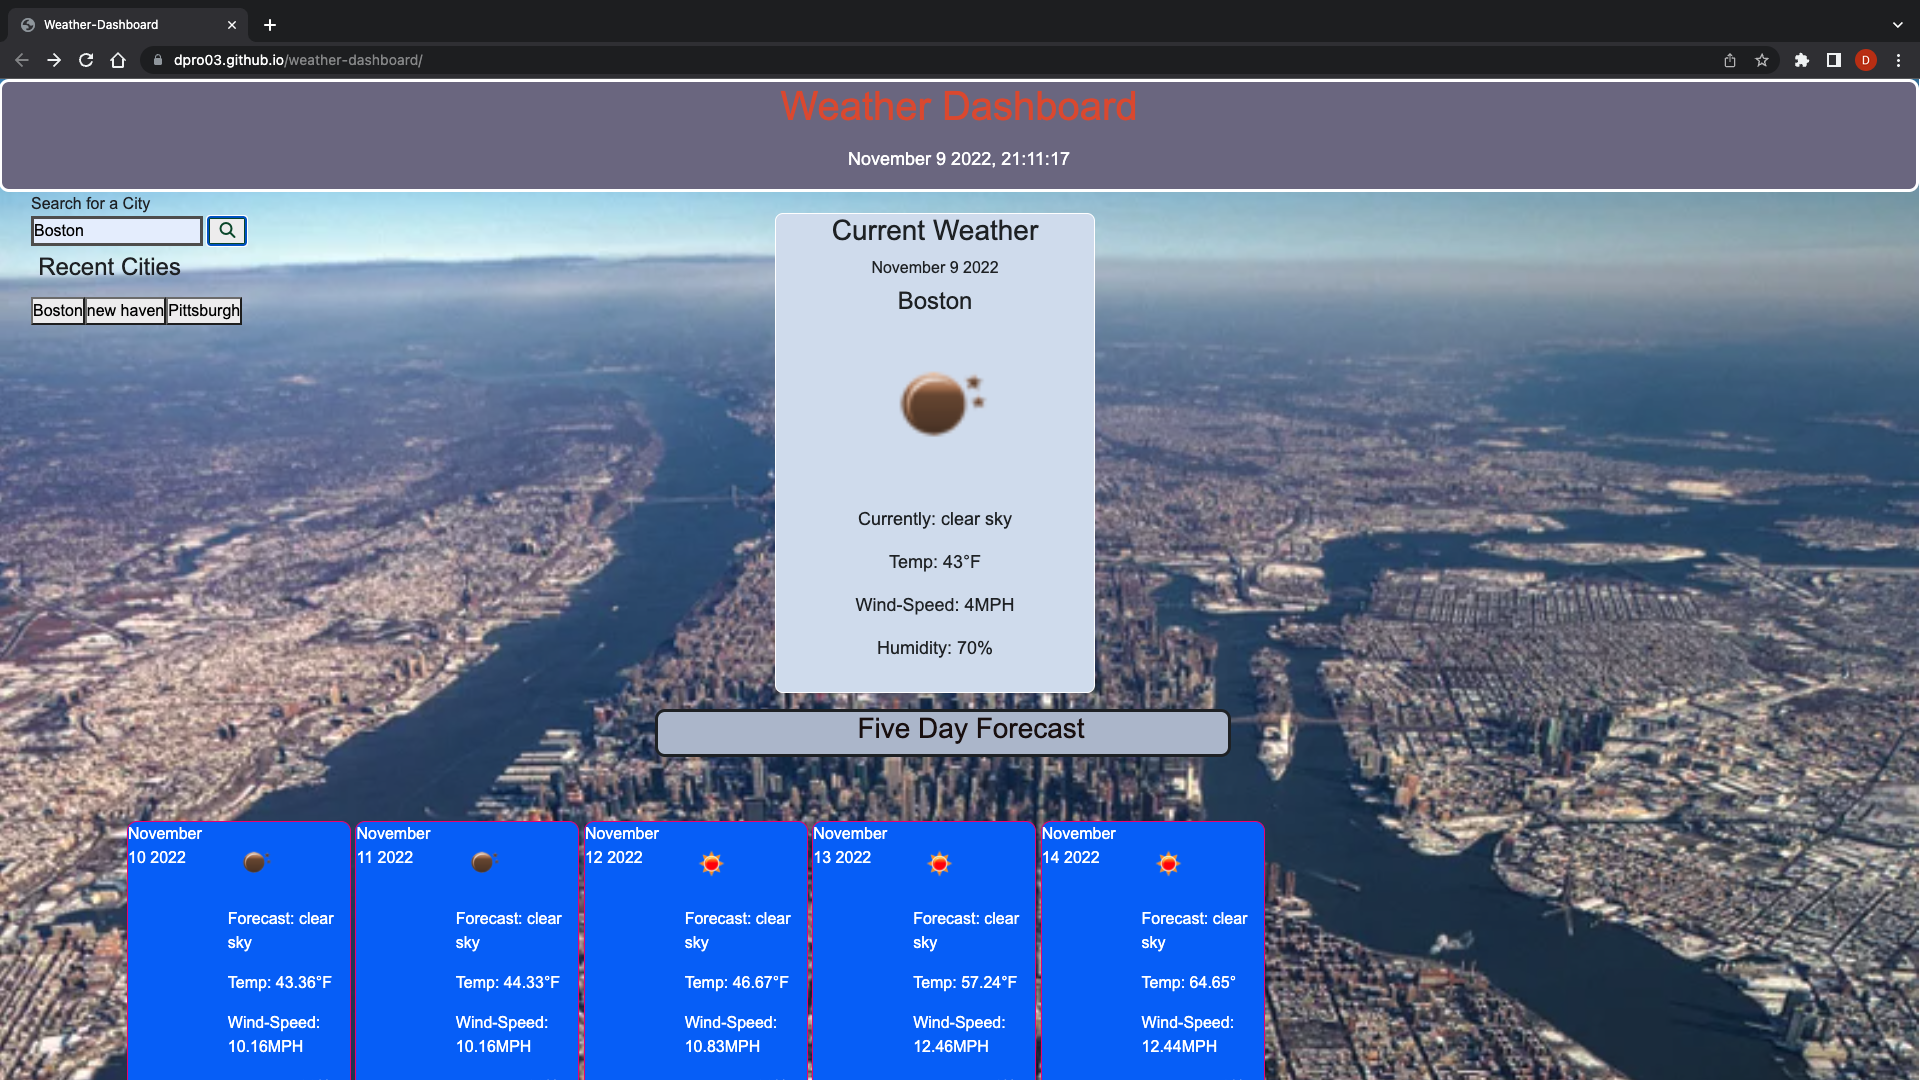 Weather-Dashboard
dpro03.github.io/weather-dashboard/
D
Weather Dashboard
November 9 2022, 21:11:17
Search for a City
Boston
Recent Cities
Boston new haven Pittsburgh
Current Weather
November 9 2022
Boston
Currently: clear sky
Temp: 43°F
Wind-Speed: 4MPH
Humidity: 70%
Five Day Forecast
November
10 2022
Forecast: clear
sky
Temp: 43.36°F
Wind-Speed:
10.16MPH
November
11 2022
Forecast: clear
sky
Temp: 44.33°F
Wind-Speed:
10.16MPH
November
12 2022
Forecast: clear
sky
Temp: 46.67°F
Wind-Speed:
10.83MPH
November
13 2022
Forecast: clear
sky
Temp: 57.24°F
Wind-Speed:
12.46MPH
November
14 2022
Forecast: clear
sky
Temp: 64.65°
Wind-Speed:
12.44MPH